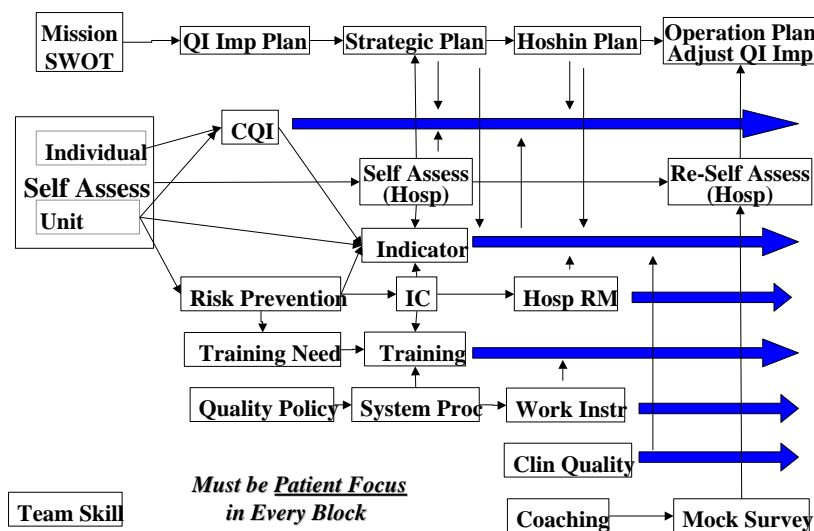 Mission
SWOT
QI Imp Plan
Strategic Plan
Hoshin Plan
Operation Plan
Adjust QI Imp
CQI
Individual
Self Assess
Unit
Self Assess
(Hosp)
Re-Self Assess
(Hosp)
Indicator
Risk Prevention
IC
Hosp RM
Training Need
Training
Quality Policy
System Proc
Work Instr
Clin Quality
Must be Patient Focus
in Every Block
Team Skill
Coaching
Mock Survey